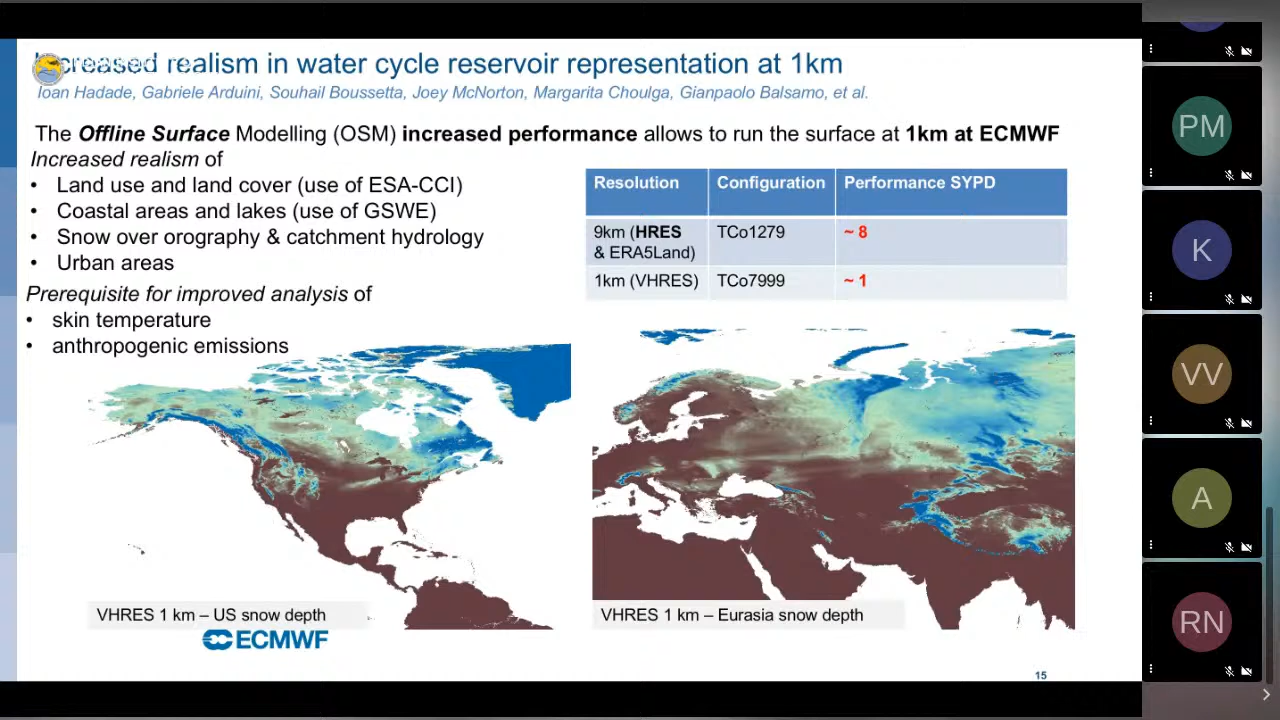 Increased realism in water cycle reservoir representation at 1km
Ioan Hadade, Gabriele Arduini, Souhail Boussetta, Joey McNorton, Margarita Choulga, Gianpaolo Balsamo, et al.
The Offline Surface Modelling (OSM) increased performance allows to run the surface at 1km at ECMWF
Increased realism of
• Land use and land cover (use of ESA-CCI)
• Coastal areas and lakes (use of GSWE)
• Snow over orography & catchment hydrology
• Urban areas
Prerequisite for improved analysis of
• skin temperature
• anthropogenic emissions
Resolution Configuration Performance SYPD
9km (HRES & ERA5Land) TCo1279 ~ 8
1km (VHRES) TCo7999 ~ 1
VHRES 1 km – US snow depth
VHRES 1 km – Eurasia snow depth
ECMWF
15
PM
K
VV
A
RN